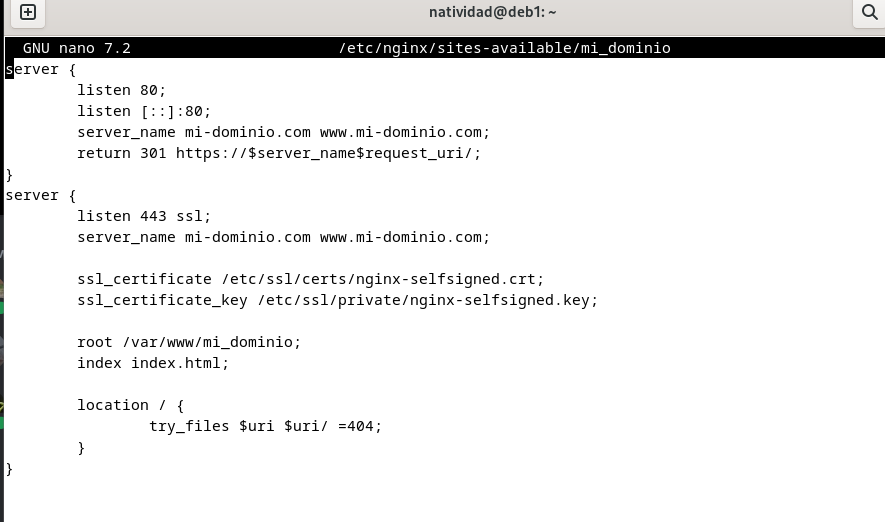 natividad@deb1: ~
GNU nano 7.2 /etc/nginx/sites-available/mi_dominio
server {
listen 80;
listen [::]:80;
server_name mi-dominio.com www.mi-dominio.com;
return 301 https://$server_name$request_uri/;
}
server {
listen 443 ssl;
server_name mi-dominio.com www.mi-dominio.com;
ssl_certificate /etc/ssl/certs/nginx-selfsigned.crt;
ssl_certificate_key /etc/ssl/private/nginx-selfsigned.key;
root /var/www/mi_dominio;
index index.html;
location / {
try_files $uri $uri/ =404;
}
}